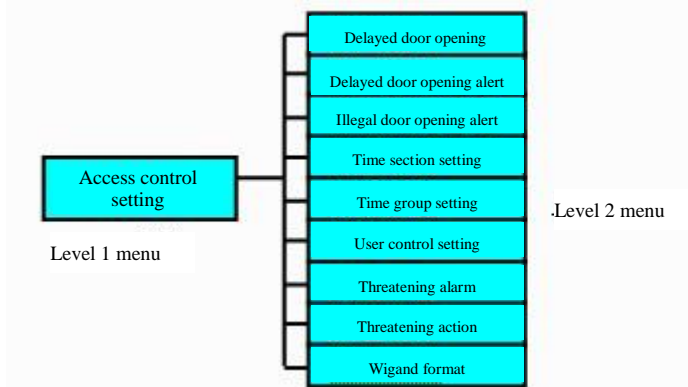 Delayed door opening
Delayed door opening alert
Illegal door opening alert
Time section setting
Access control
setting
Time group setting
.Level 2 menu
User control setting
Level 1 menu
Threatening alarm
Threatening action
Wigand format